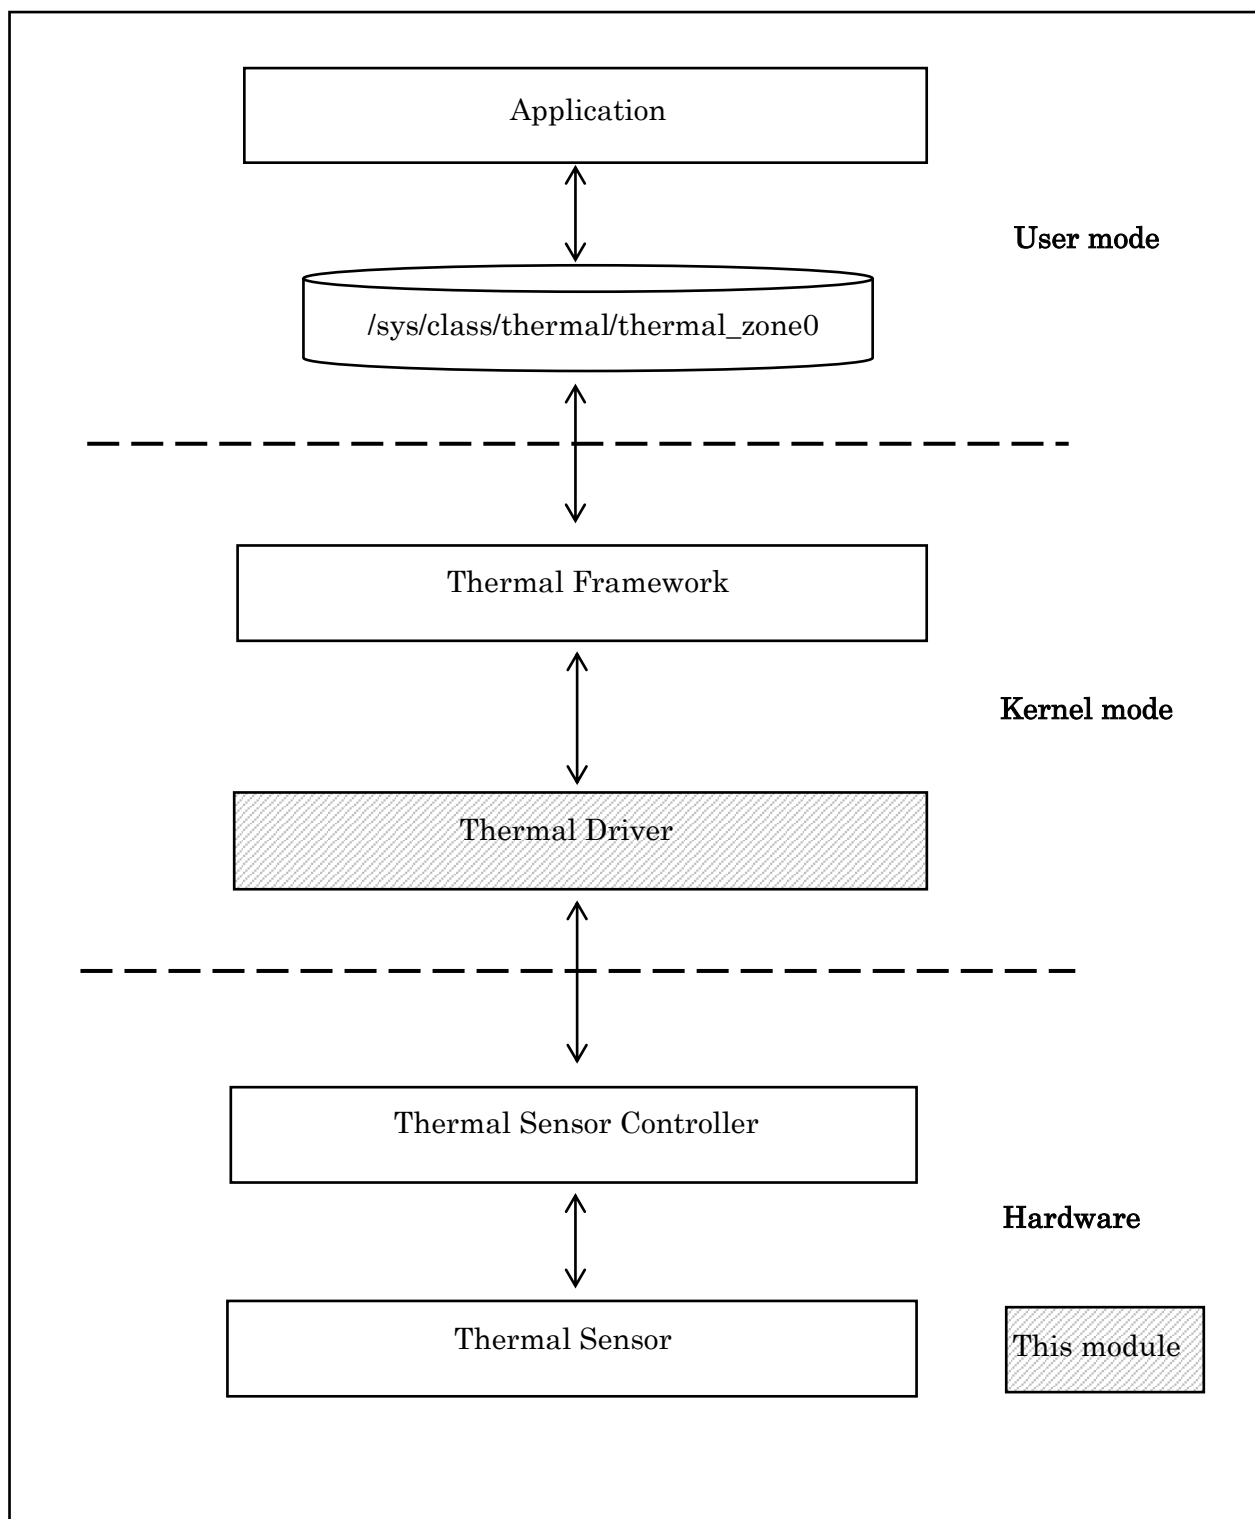 Application
User mode
/sys/class/thermal/thermal_zone0
Thermal Framework
Kernel mode
Thermal Driver
Thermal Sensor Controller
Hardware
Thermal Sensor
This module